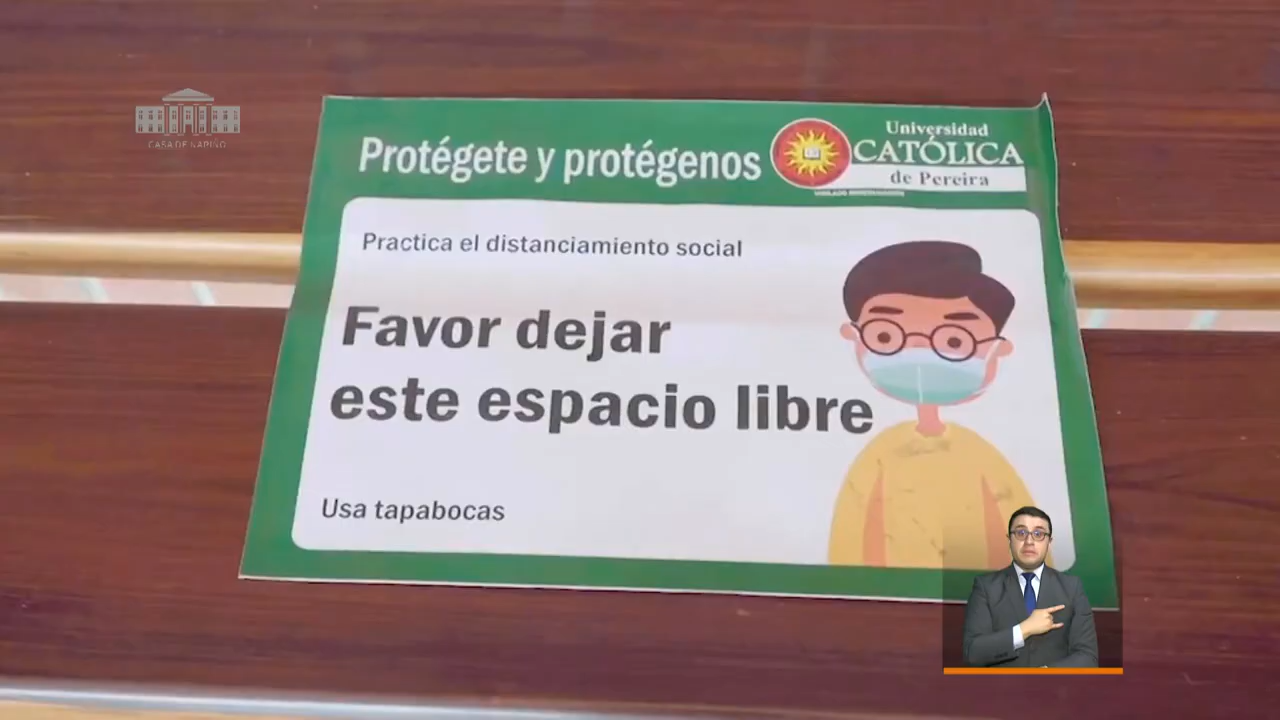 CASA DE NARIÑO
Protégete y protégenos
Universidad
CATÓLICA
de Pereira
Practica el distanciamiento social
Favor dejar
este espacio libre
Usa tapabocas